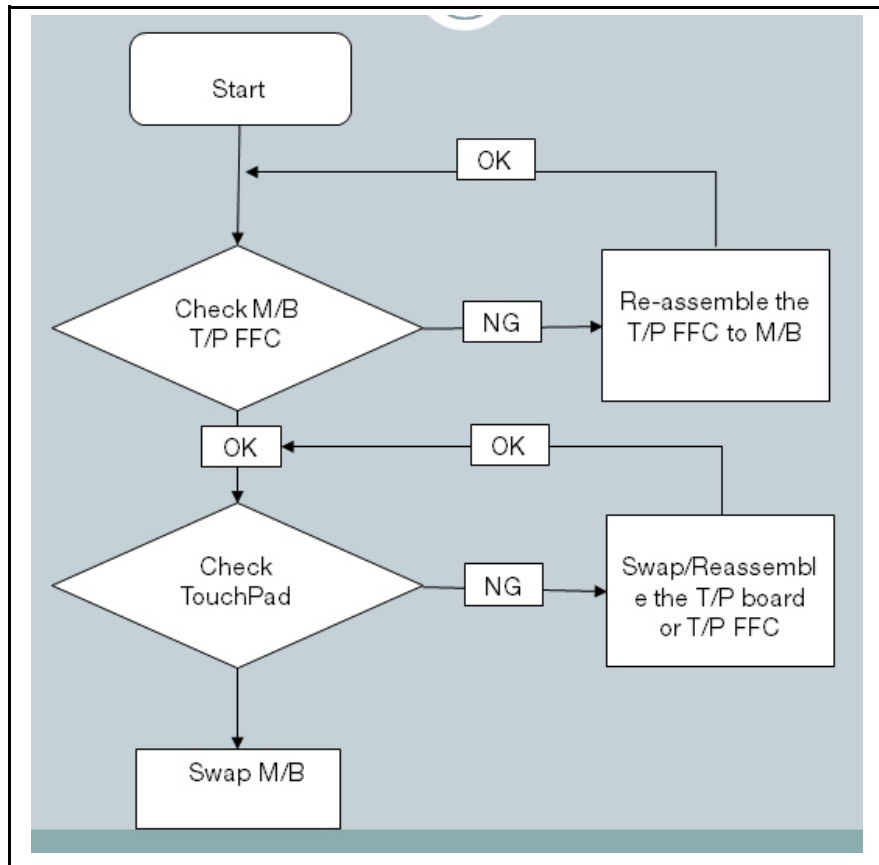 Start
OK
Check M/B
T/P FFC
NG
Re-assemble the
T/P FFC to M/B
OK
OK
Check
TouchPad
NG
Swap/Reassembl
e the T/P board
or T/P FFC
Swap M/B